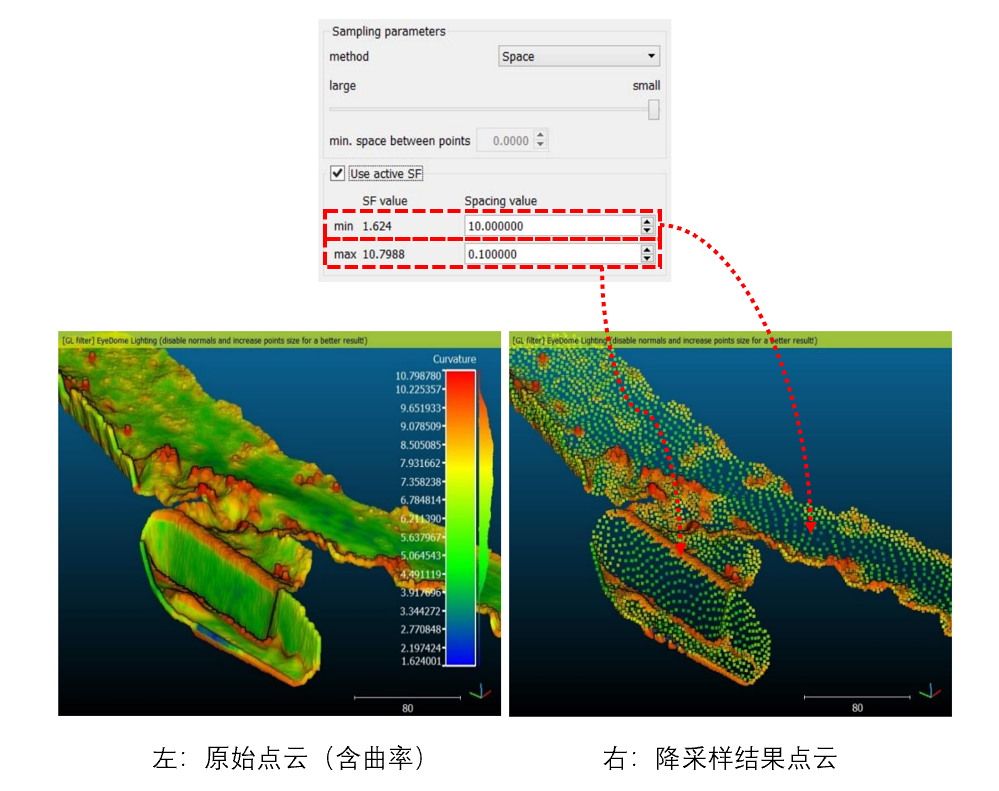 Sampling parameters
method Space
large small
min. space between points 0.0000
Use active SF
SF value Spacing value
min 1.624 10.000000
max 10.7988 0.100000
[GL filter] EyeDome Lighting (disable normals and increase points size for a better result!)
Curvature
10.798780
10.225357
9.651933
9.078509
8.505085
7.931662
7.358238
6.784814
6.211390
5.637967
5.064543
4.491119
3.917696
3.344272
2.770848
2.197424
1.624001
80
[GL filter] EyeDome Lighting (disable normals and increase points size for a better result!)
80
左：原始点云（含曲率）
右：降采样结果点云